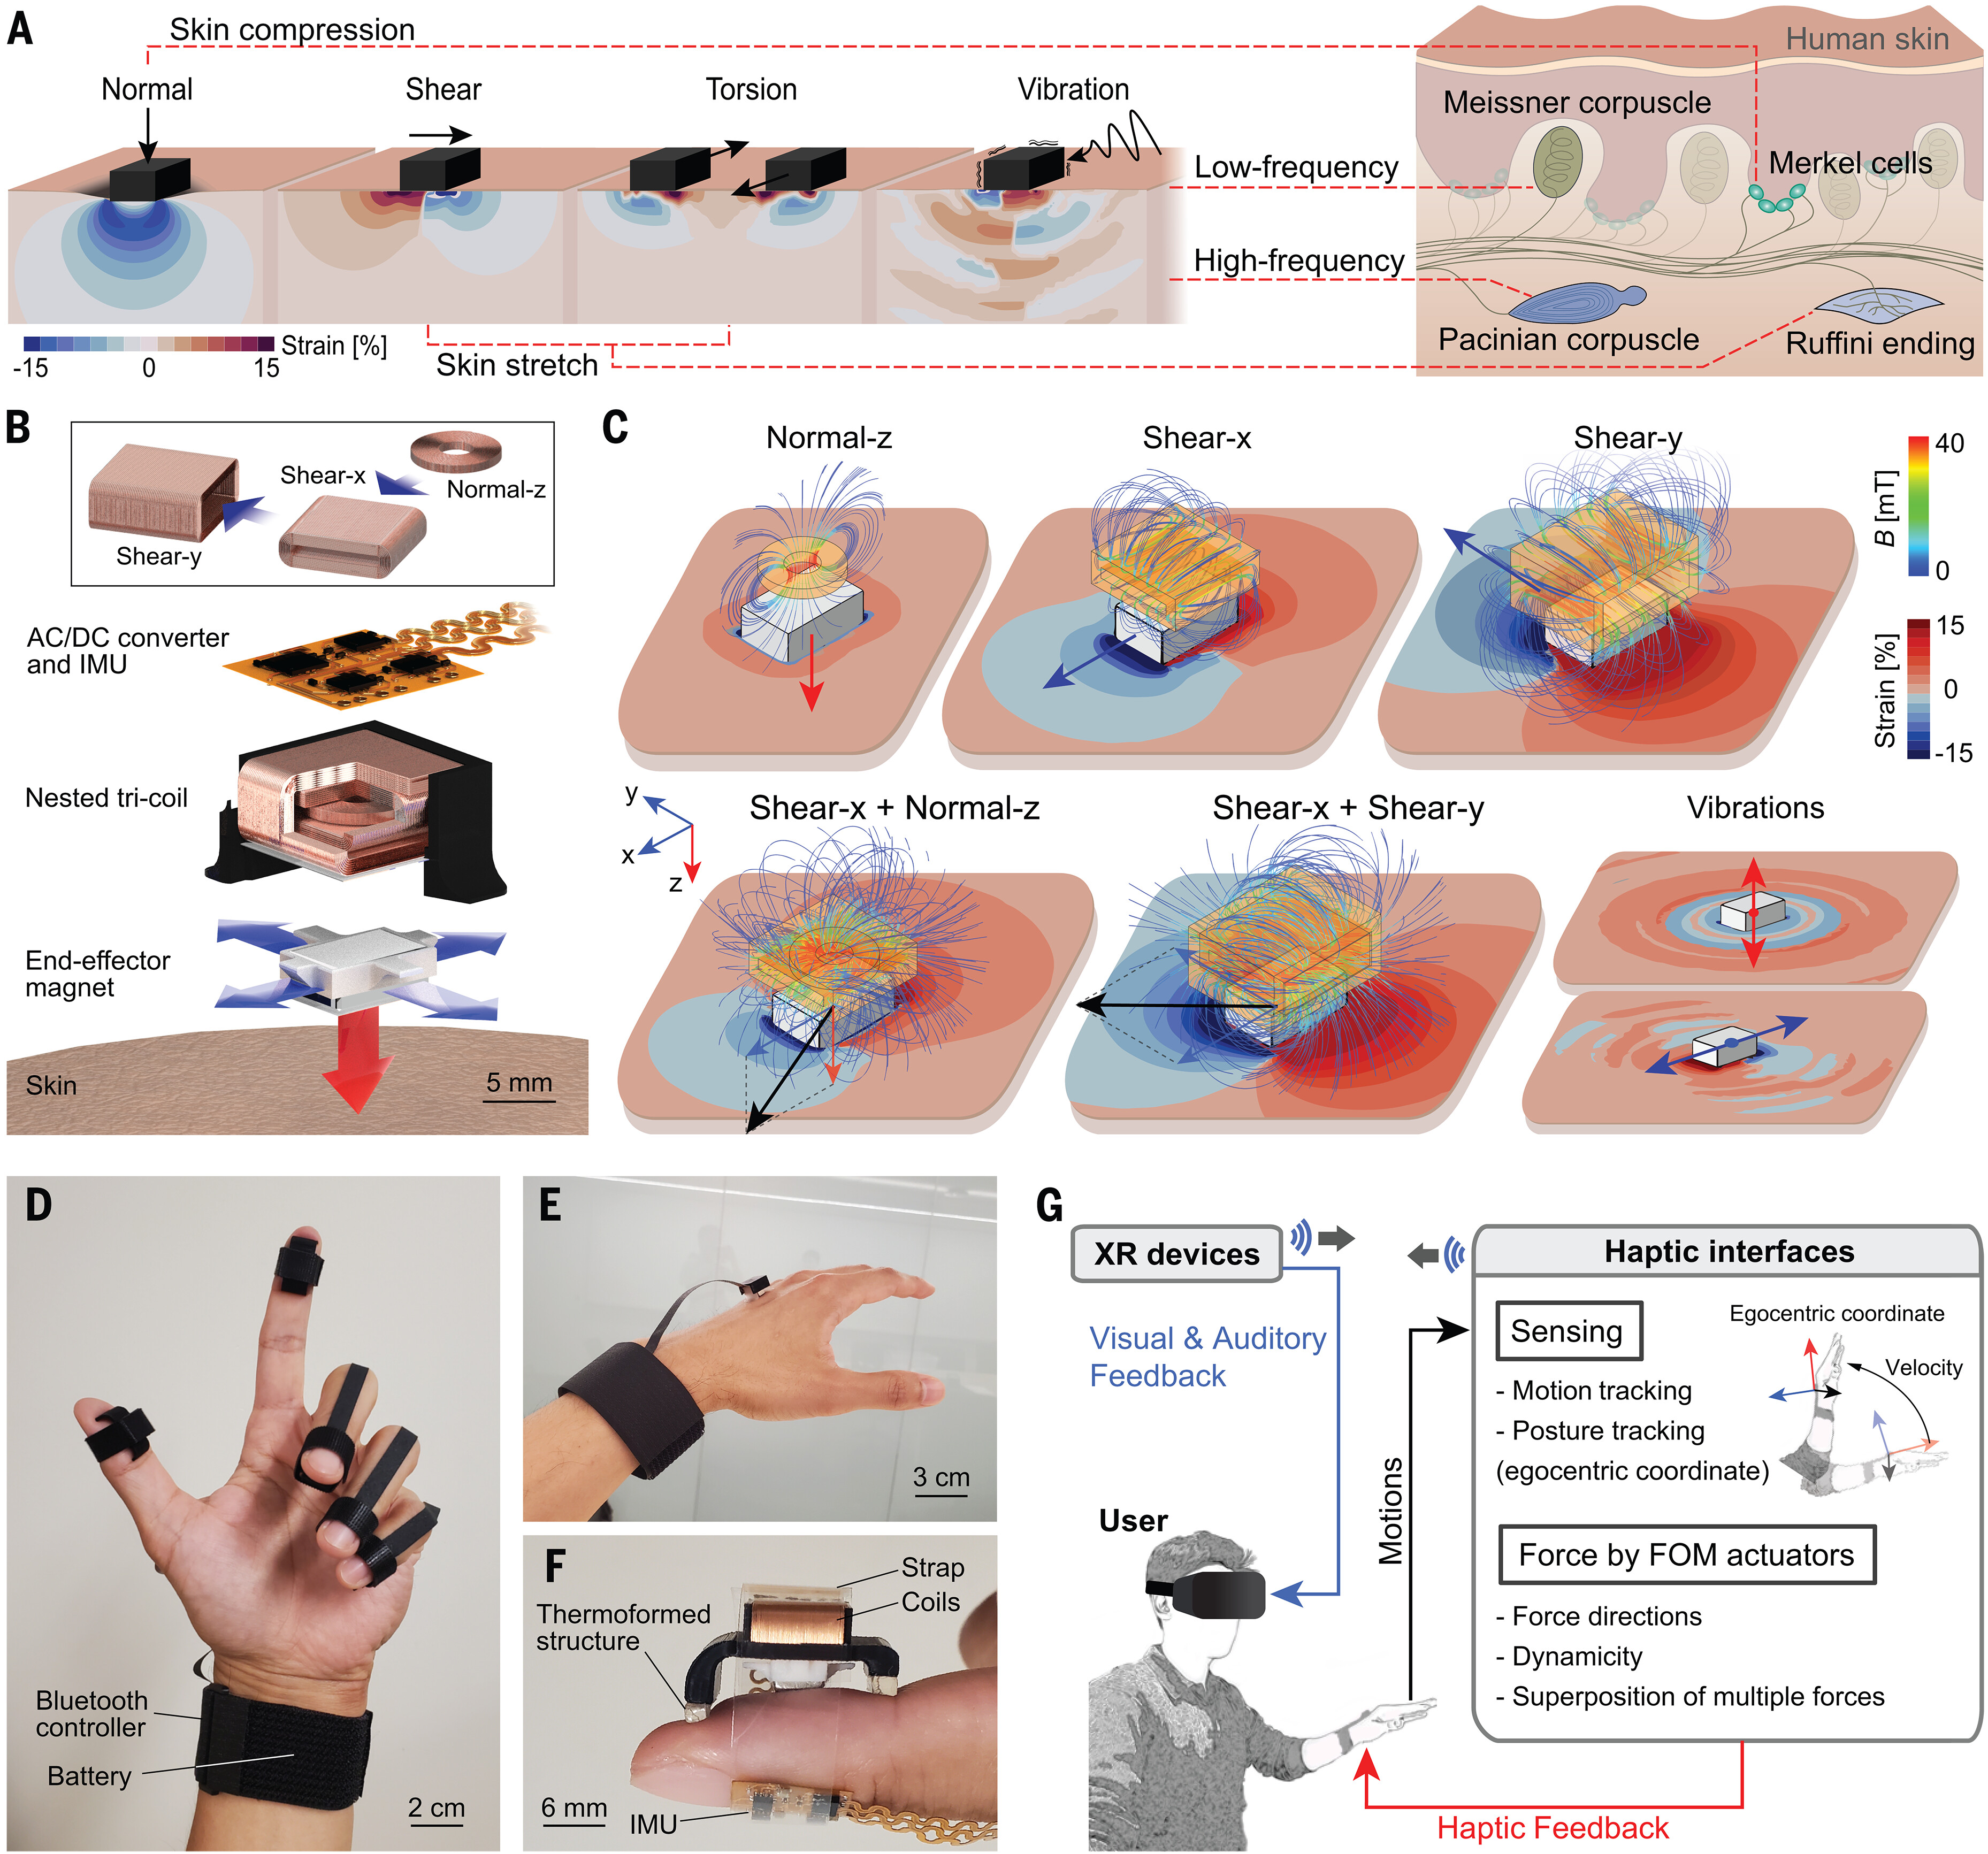 A
Skin compression
Human skin
Normal
Shear
Torsion
Vibration
Meissner corpuscle
Low-frequency
Merkel cells
High-frequency
Pacinian corpuscle
Ruffini ending
Strain [%]
-15
0
15
Skin stretch
B
Shear-x
Normal-z
Shear-y
AC/DC converter
and IMU
Nested tri-coil
End-effector
magnet
Skin
5 mm
C
Normal-z
Shear-x
Shear-y
40
B [mT]
0
15
Strain [%]
0
-15
y
x
z
Shear-x + Normal-z
Shear-x + Shear-y
Vibrations
D
Bluetooth
controller
Battery
2 cm
E
3 cm
F
Strap
Coils
Thermoformed
structure
6 mm
IMU
G
XR devices
Haptic interfaces
Visual & Auditory
Feedback
Sensing
Egocentric coordinate
Velocity
- Motion tracking
- Posture tracking
(egocentric coordinate)
Motions
User
Force by FOM actuators
- Force directions
- Dynamicity
- Superposition of multiple forces
Haptic Feedback